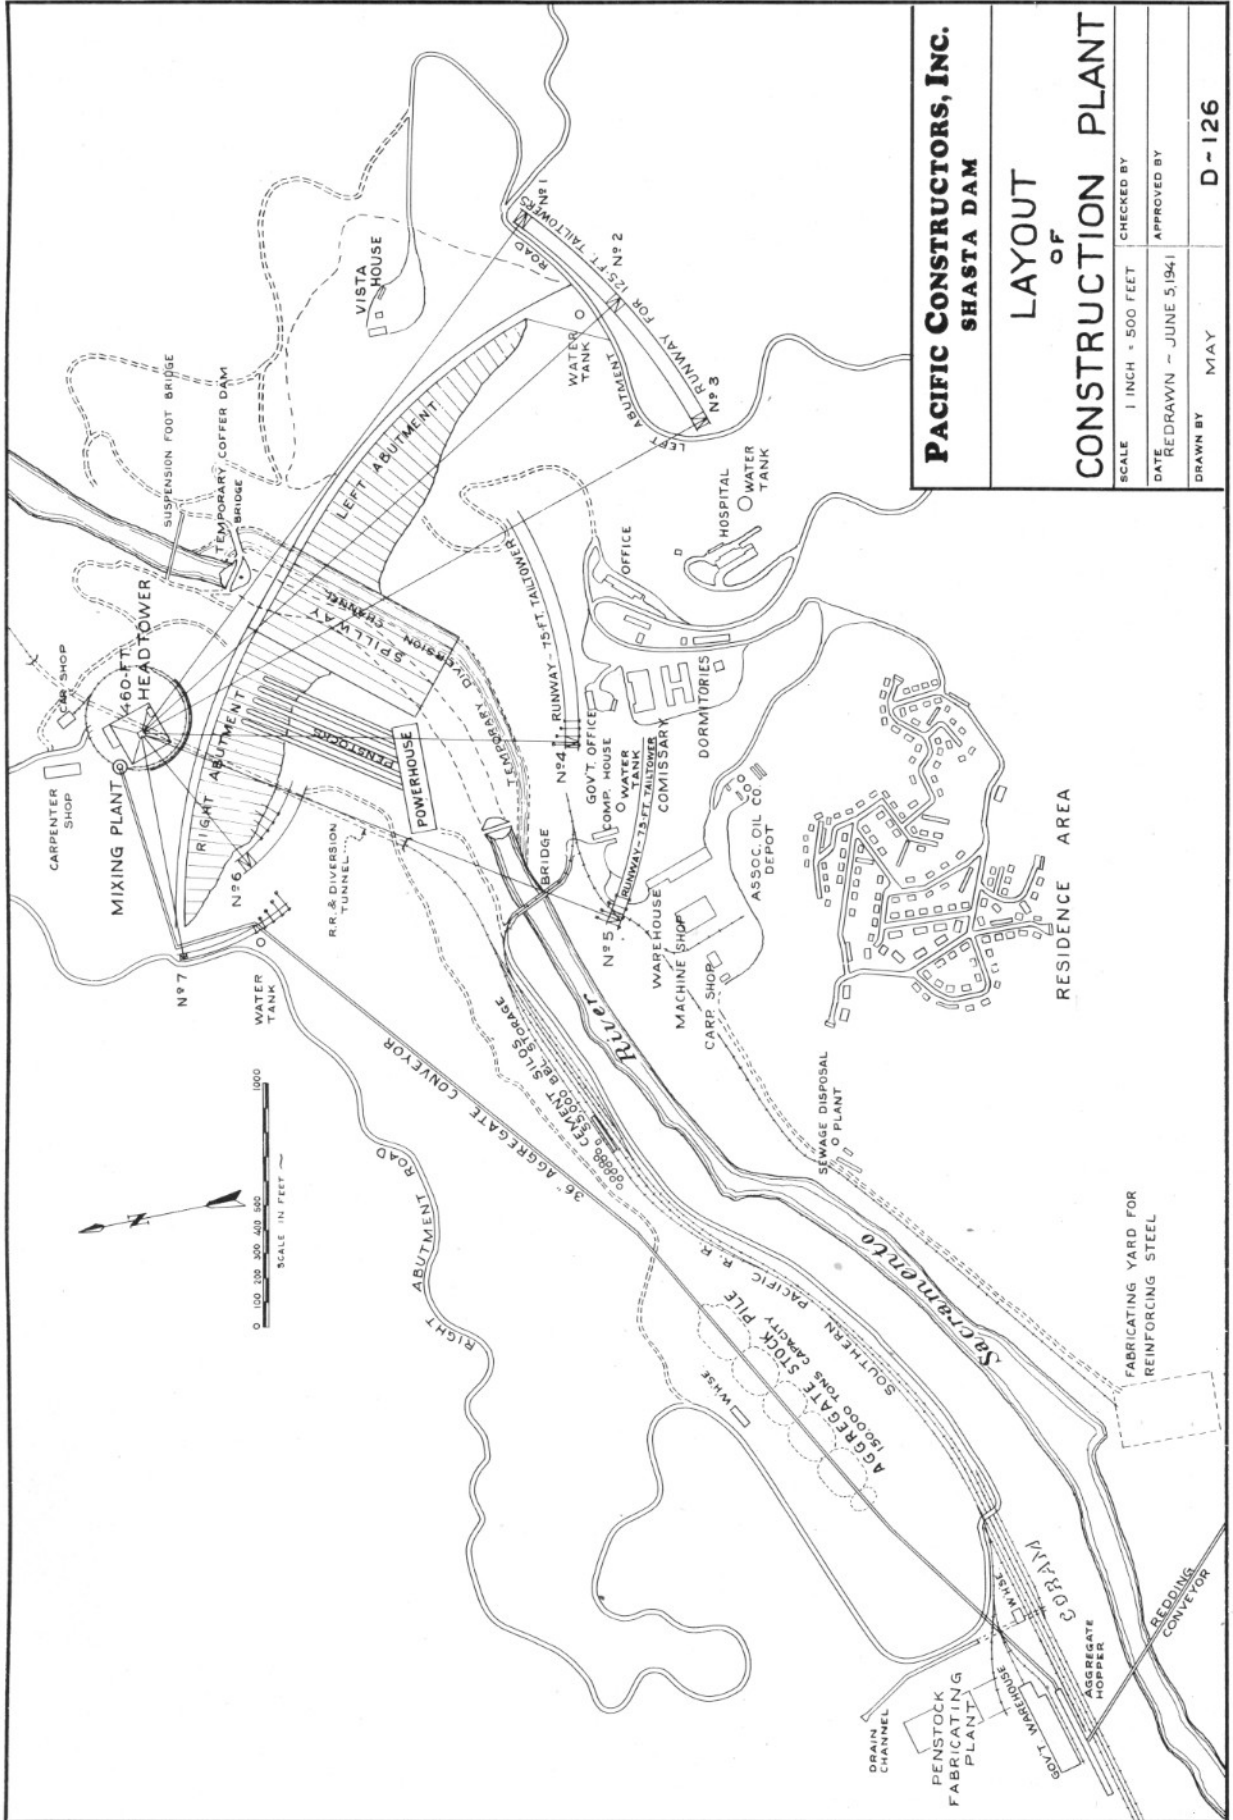 PACIFIC CONSTRUCTORS, INC.
SHASTA DAM
LAYOUT
OF
CONSTRUCTION PLANT
SCALE 1 INCH = 500 FEET
CHECKED BY
DATE REDRAWN ~ JUNE 5, 1941
APPROVED BY
DRAWN BY MAY
D-126
DRAIN
CHANNEL
PENSTOCK
FABRICATING
PLANT
GOV'T WAREHOUSE
AGGREGATE
HOPPER
REDDING
CONVEYOR
CORAM
WHSE
WHSE
AGGREGATE STOCK PILE
150,000 TONS CAPACITY
SOUTHERN PACIFIC R. R.
Sacramento River
FABRICATING YARD FOR
REINFORCING STEEL
RIGHT ABUTMENT ROAD
N
0 100 200 300 400 500 1000
SCALE IN FEET ~
36" AGGREGATE CONVEYOR
CEMENT SILOS
55,000 BBL STORAGE
SEWAGE DISPOSAL
PLANT
RESIDENCE AREA
Nº 7
WATER
TANK
Nº 6
R.R. & DIVERSION
TUNNEL
MIXING PLANT
CARPENTER
SHOP
CAR SHOP
460-FT.
HEADTOWER
RIGHT ABUTMENT
PENSTOCKS
POWERHOUSE
SPILLWAY
TEMPORARY DIVERSION CHANNEL
LEFT ABUTMENT
SUSPENSION FOOT BRIDGE
TEMPORARY COFFER DAM
BRIDGE
VISTA
HOUSE
WATER
TANK
LEFT ABUTMENT ROAD
RUNWAY FOR 125-FT. TAILTOWERS
Nº 1
Nº 2
Nº 3
RUNWAY - 75-FT. TAILTOWER
Nº 4
BRIDGE
GOV'T. OFFICE
COMP. HOUSE
WATER
TANK
RUNWAY - 75-FT. TAILTOWER
Nº 5
COMISSARY
DORMITORIES
OFFICE
HOSPITAL
WATER
TANK
WAREHOUSE
MACHINE SHOP
CARP. SHOP
ASSOC. OIL CO.
DEPOT